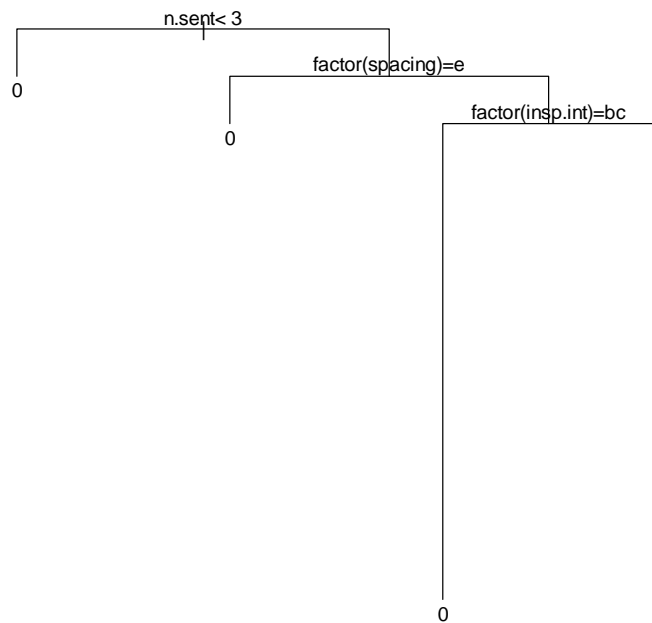 n.sent< 3
0
factor(spacing)=e
0
factor(insp.int)=bc
0